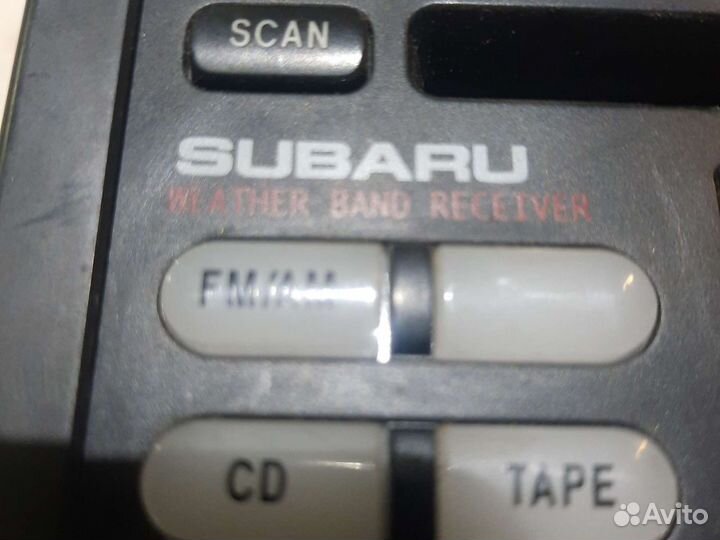 SCAN
SUBARU
WEATHER BAND RECEIVER
FM/AM
CD TAPE
Avito